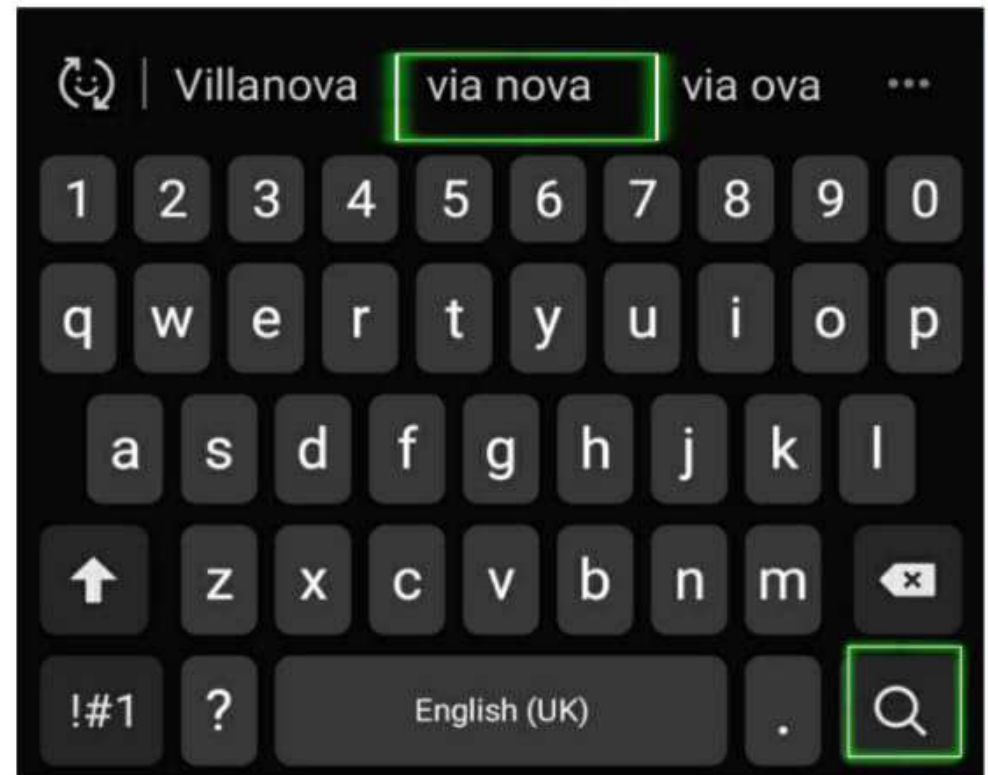 Villanova via nova via ova ...
1 2 3 4 5 6 7 8 9 0
q w e r t y u i o p
a s d f g h j k l
z x c v b n m
!#1 ? English (UK) .